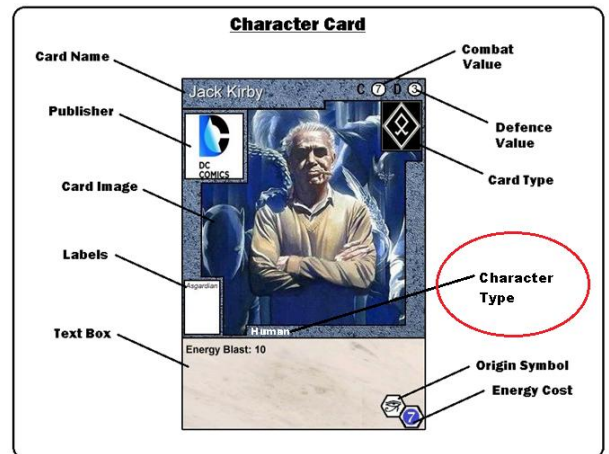 Character Card
Card Name
Combat
Value
Jack Kirby
C 7 D 3
Publisher
DC
COMICS
Defence
Value
Card Type
Card Image
Labels
Asgardian
Character
Type
Human
Text Box
Energy Blast: 10
Origin Symbol
Energy Cost
7